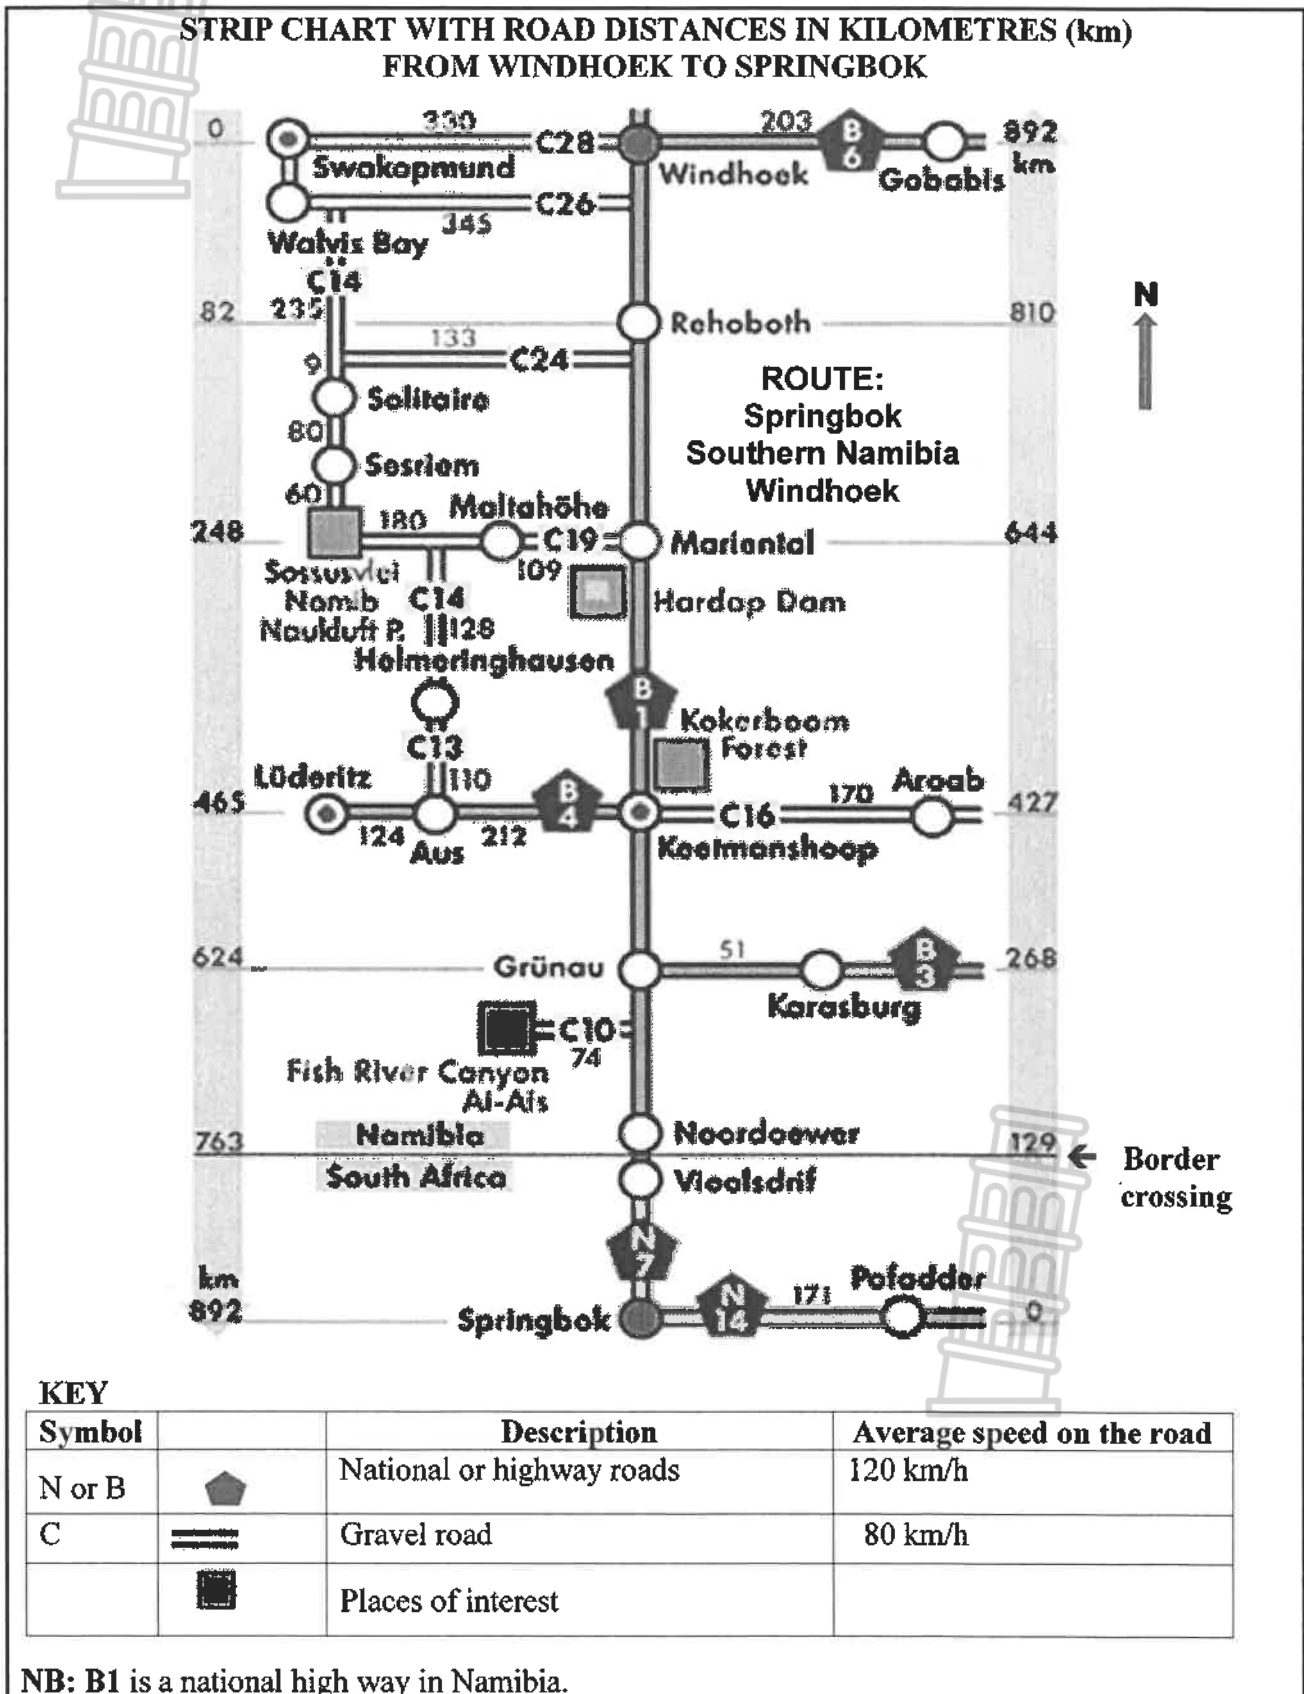 STRIP CHART WITH ROAD DISTANCES IN KILOMETRES (km)
FROM WINDHOEK TO SPRINGBOK
0
330
C28
203
B
6
892
km
Swakopmund
Windhoek
Gobabis
C26
345
Walvis Bay
C14
235
82
Rehoboth
810
N
133
C24
9
Solitaire
80
Sesriem
60
ROUTE:
Springbok
Southern Namibia
Windhoek
248
180
Maltahöhe
C19
109
Mariental
644
Sossusvlei
Namib
Naukluft P.
C14
128
Hardap Dam
Helmeringhausen
B
1
Kokerboom
Forest
C13
110
Lüderitz
B
4
Aroab
170
465
C16
427
124
Aus
212
Keetmanshoop
624
Grünau
51
B
3
268
Karasburg
C10
74
Fish River Canyon
Ai-Ais
Namibia
Noordoewer
763
129
Border
crossing
South Africa
Vioolsdrif
N
7
km
892
Springbok
N
14
171
Pofadder
0
KEY
Symbol Description Average speed on the road
N or B National or highway roads 120 km/h
C Gravel road 80 km/h
Places of interest
NB: B1 is a national high way in Namibia.